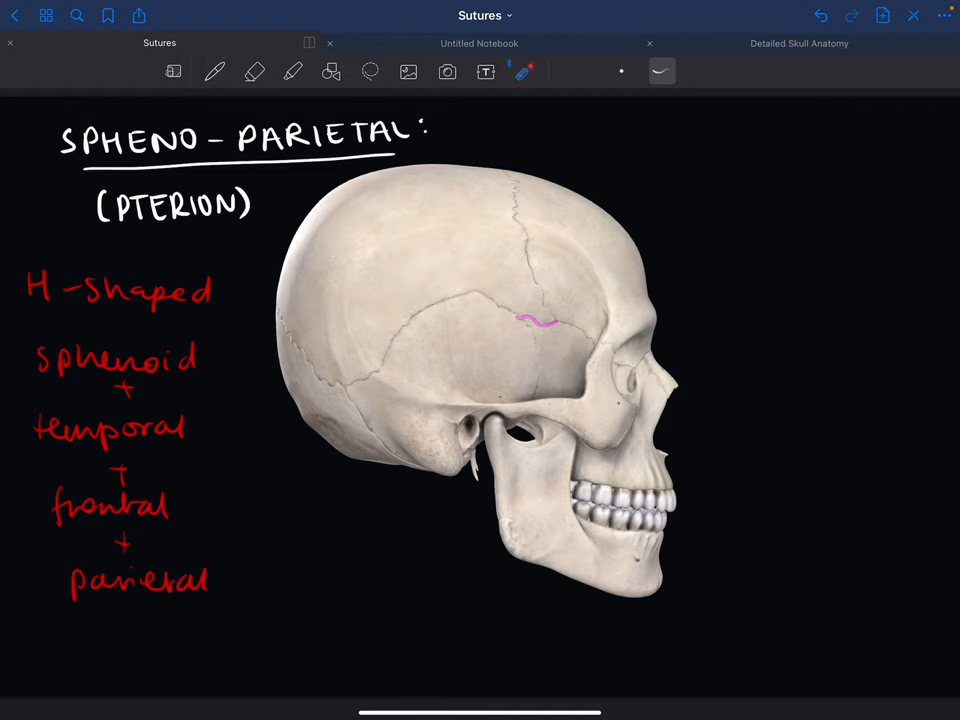 Sutures
Sutures
Untitled Notebook
Detailed Skull Anatomy
SPHENO - PARIETAL :
(PTERION)
H - shaped
sphenoid
+
temporal
+
frontal
+
parietal